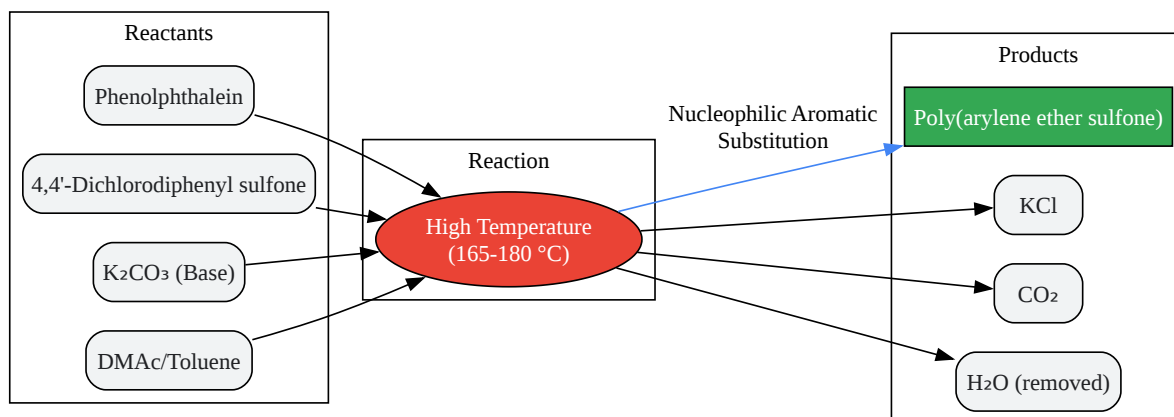 Reactants
Phenolphthalein
4,4'-Dichlorodiphenyl sulfone
K₂CO₃ (Base)
DMAc/Toluene
Reaction
High Temperature
(165-180 °C)
Nucleophilic Aromatic
Substitution
Products
Poly(arylene ether sulfone)
KCl
CO₂
H₂O (removed)